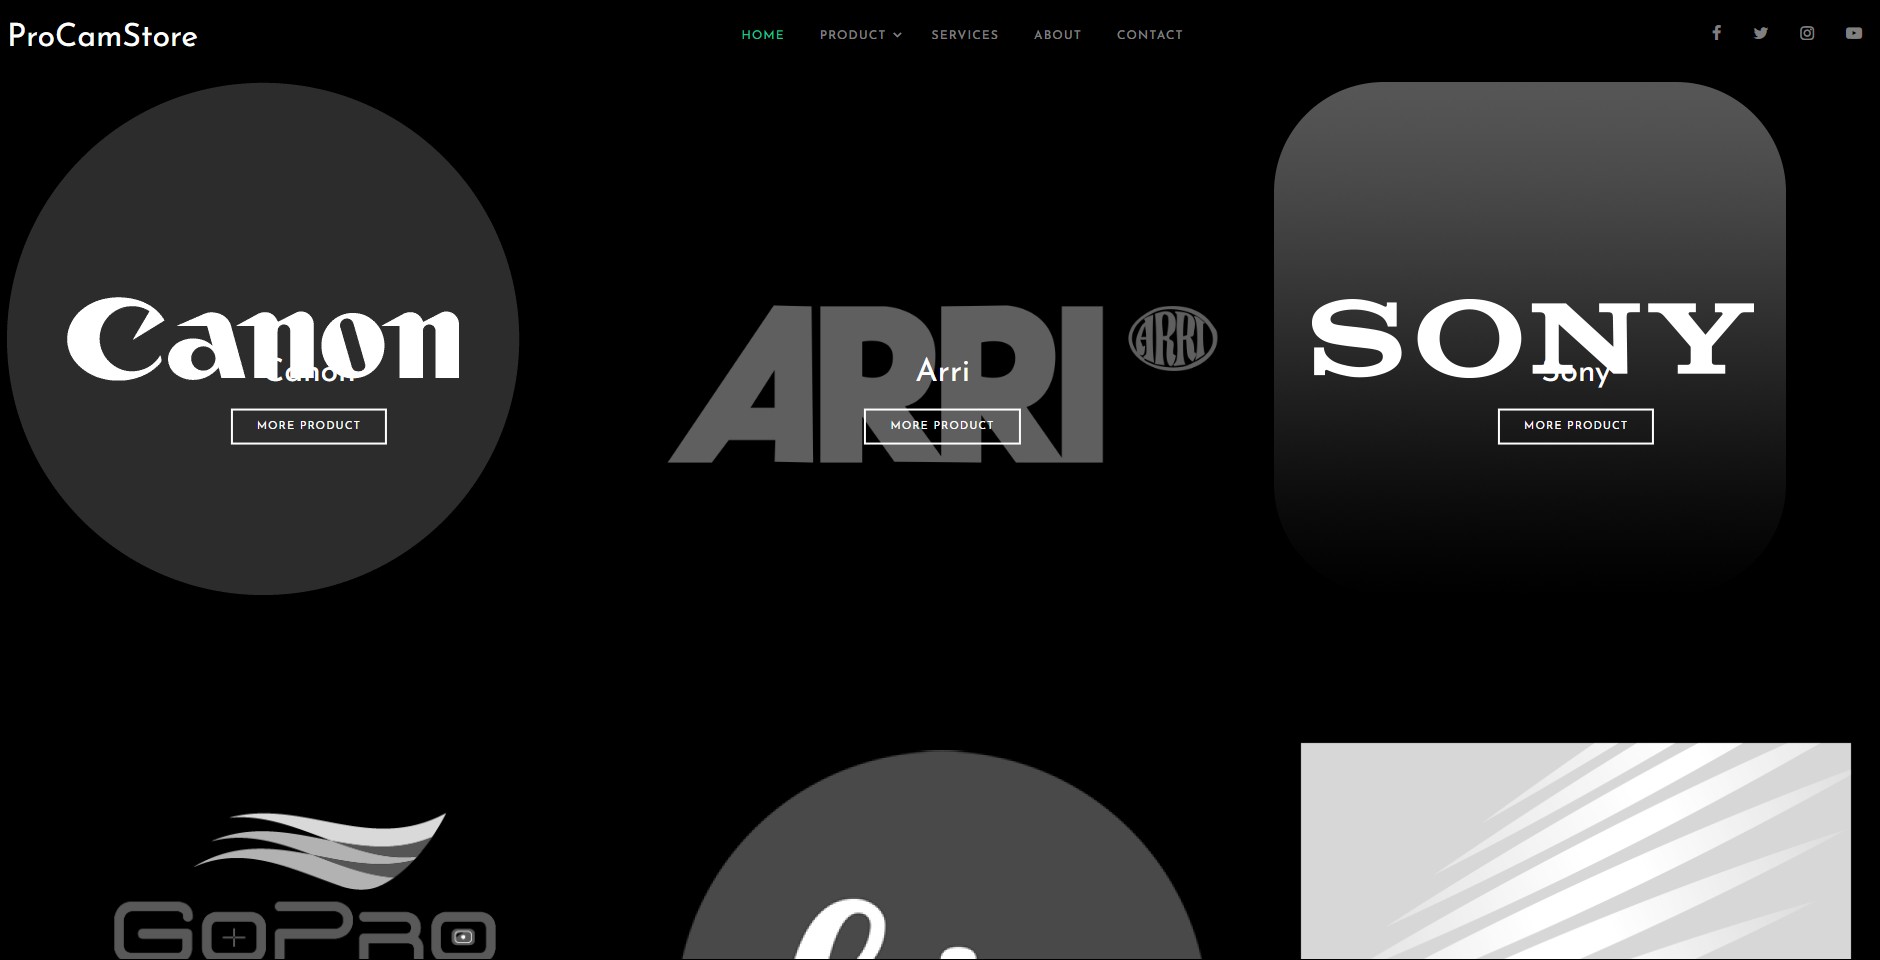 ProCamStore
HOME PRODUCT SERVICES ABOUT CONTACT
Canon
Canon
MORE PRODUCT
ARRI
ARRI
Arri
MORE PRODUCT
SONY
Sony
MORE PRODUCT
GoPro